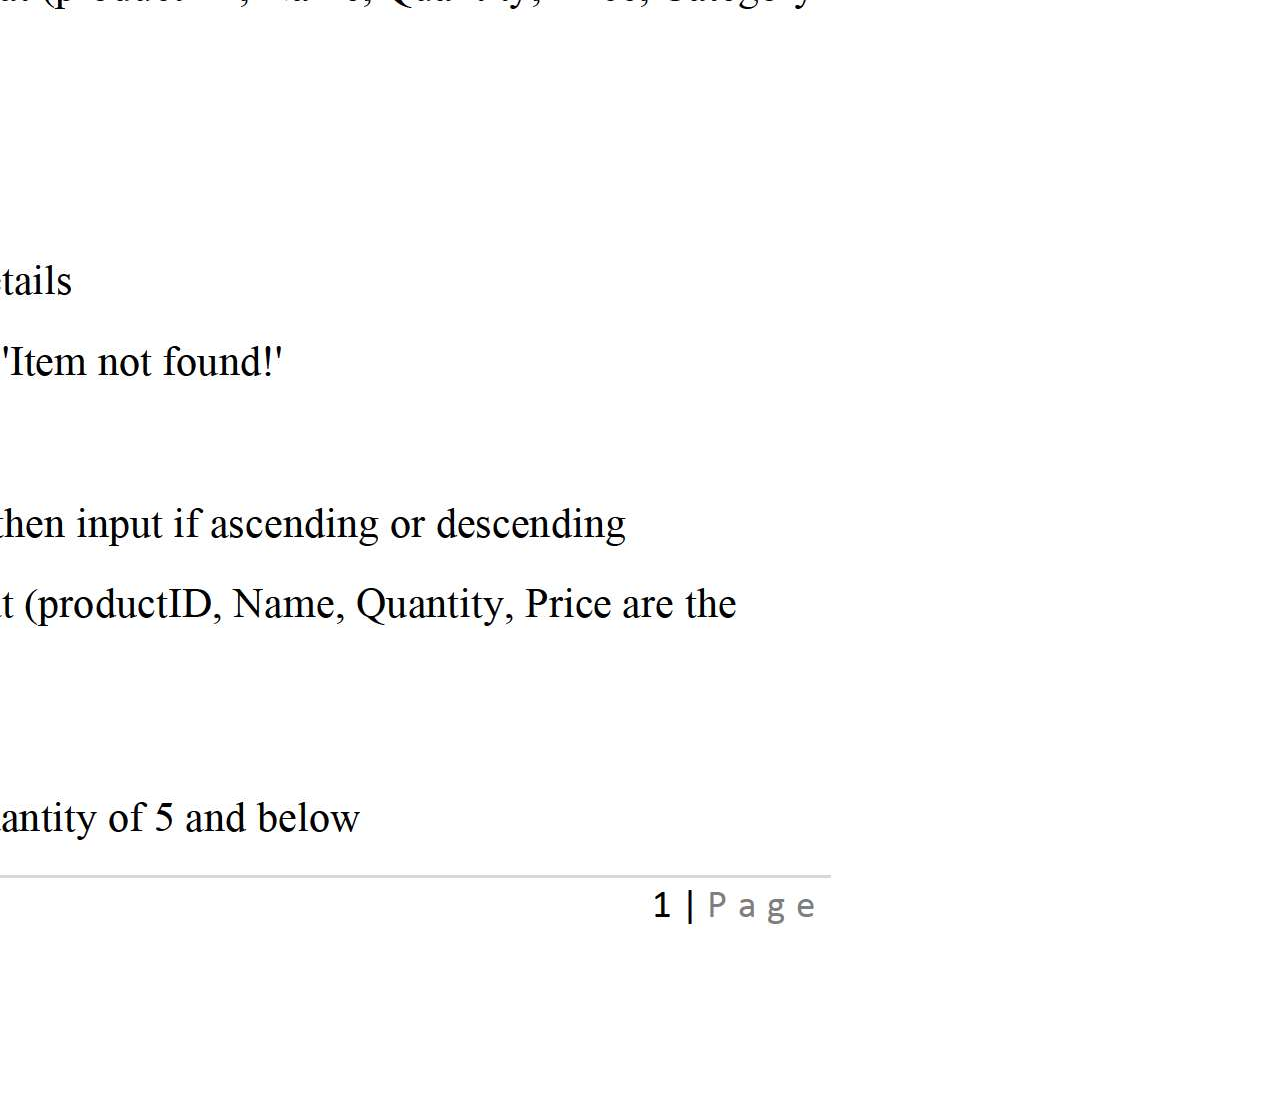 tails
'Item not found!'
then input if ascending or descending
(productID, Name, Quantity, Price are the
antity of 5 and below
1 | Page